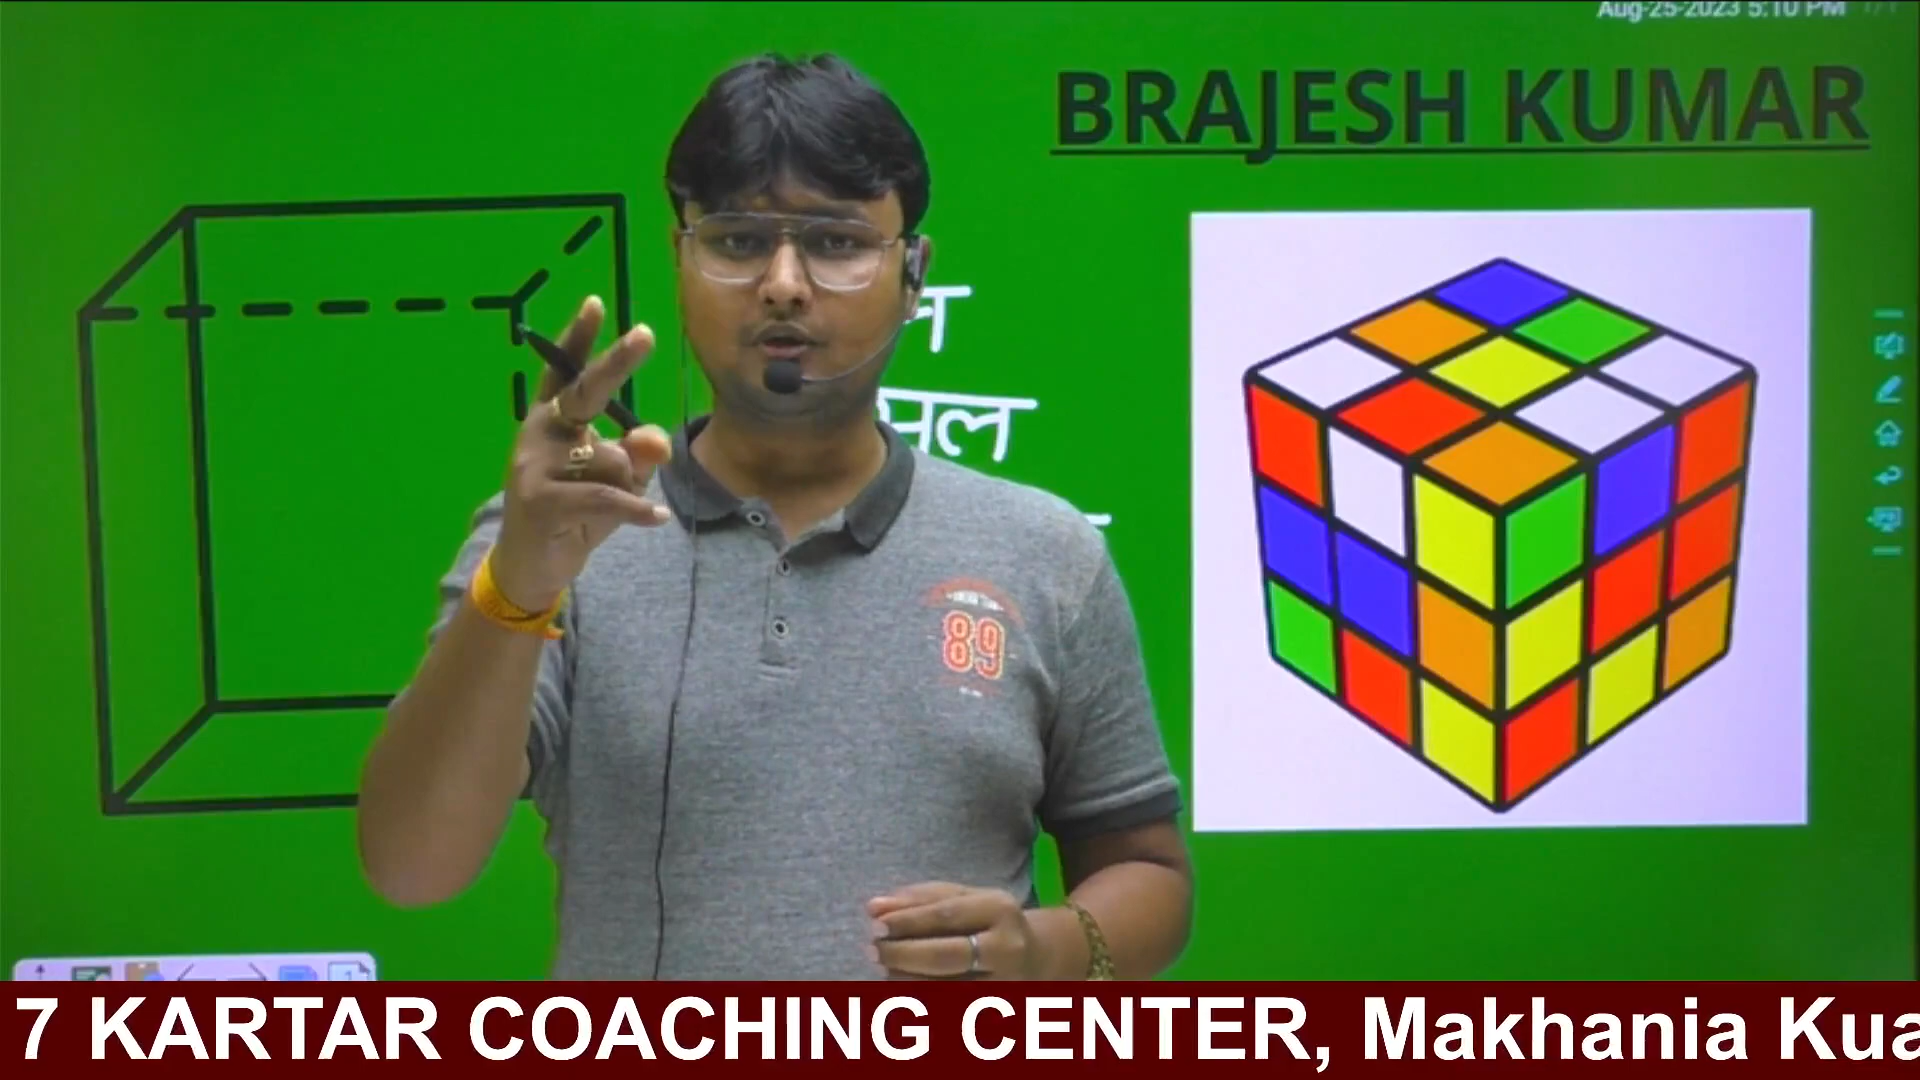 Aug-25-2023 5:10 PM
BRAJESH KUMAR
89
7 KARTAR COACHING CENTER, Makhania Kua